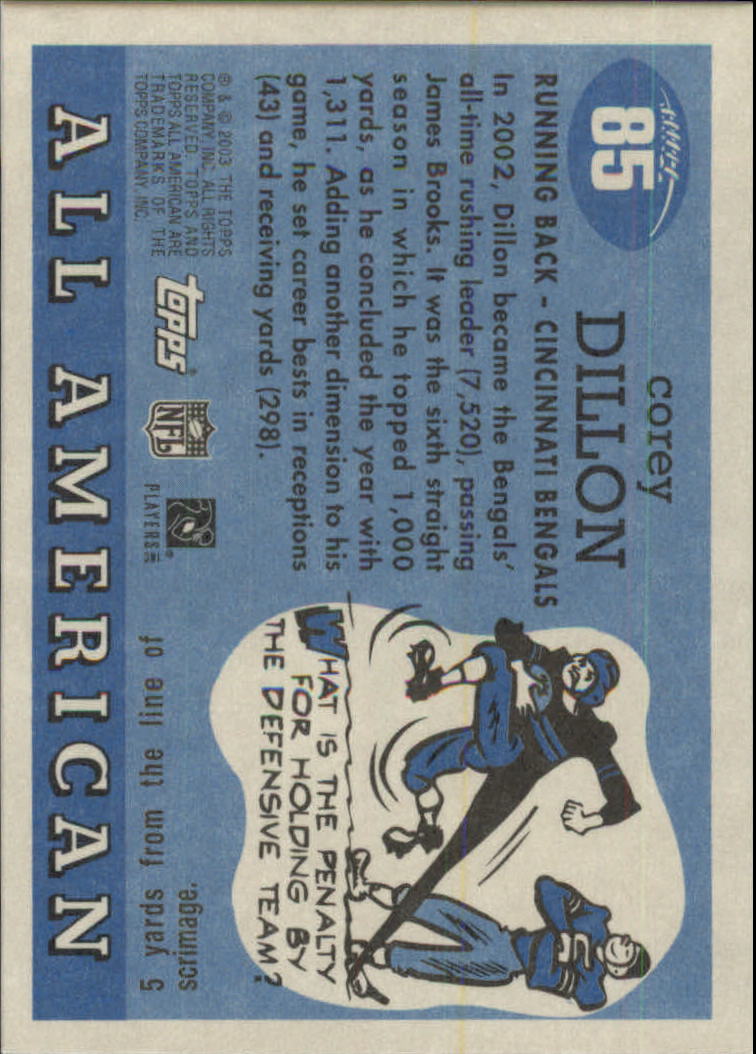 85
corey
DILLON
RUNNING BACK – CINCINNATI BENGALS
In 2002, Dillon became the Bengals'
all-time rushing leader (7,520), passing
James Brooks. It was the sixth straight
season in which he topped 1,000
yards, as he concluded the year with
1,311. Adding another dimension to his
game, he set career bests in receptions
(43) and receiving yards (298).
WHAT IS THE PENALTY
FOR HOLDING BY
THE DEFENSIVE TEAM?
® & © 2003 THE TOPPS
COMPANY, INC. ALL RIGHTS
RESERVED. TOPPS AND
TOPPS ALL AMERICAN ARE
TRADEMARKS OF THE
TOPPS COMPANY, INC.
topps®
NFL
PLAYERS INC
5 yards from the line of
scrimage.
ALL AMERICAN